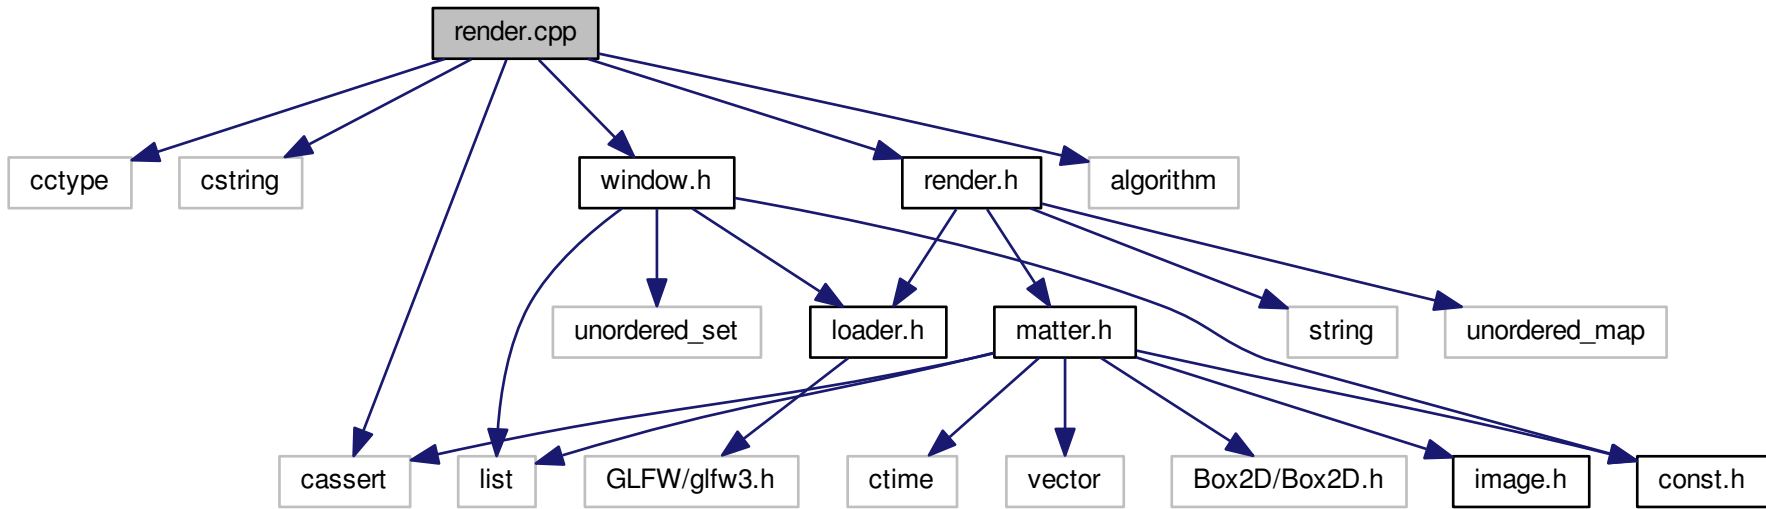 render.cpp
cctype
cstring
window.h
render.h
algorithm
unordered_set
loader.h
matter.h
string
unordered_map
cassert
list
GLFW/glfw3.h
ctime
vector
Box2D/Box2D.h
image.h
const.h